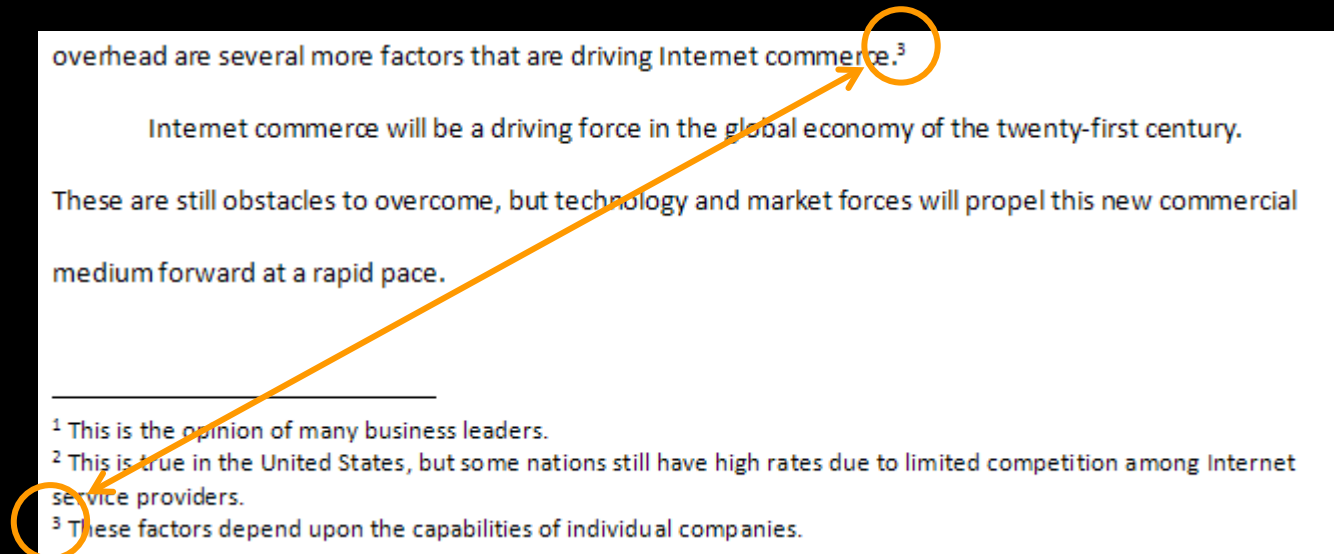 overhead are several more factors that are driving Internet commerce.³
Internet commerce will be a driving force in the global economy of the twenty-first century.
These are still obstacles to overcome, but technology and market forces will propel this new commercial
medium forward at a rapid pace.
¹ This is the opinion of many business leaders.
² This is true in the United States, but some nations still have high rates due to limited competition among Internet
service providers.
³ These factors depend upon the capabilities of individual companies.